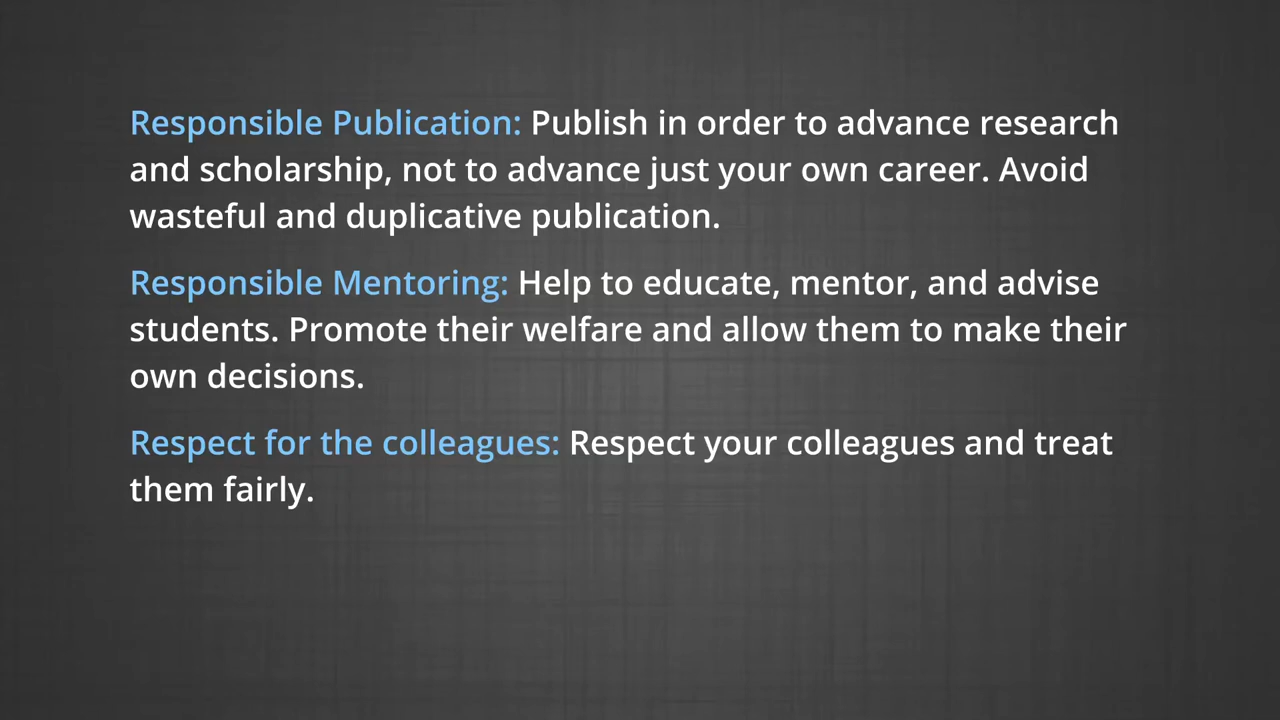 Responsible Publication: Publish in order to advance research
and scholarship, not to advance just your own career. Avoid
wasteful and duplicative publication.
Responsible Mentoring: Help to educate, mentor, and advise
students. Promote their welfare and allow them to make their
own decisions.
Respect for the colleagues: Respect your colleagues and treat
them fairly.